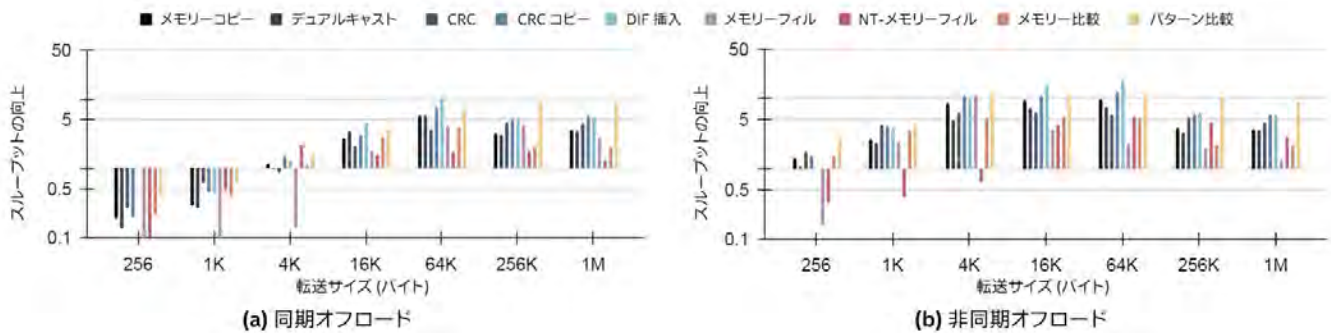 メモリーコピー デュアルキャスト CRC CRC コピー DIF 挿入 メモリーフィル NT-メモリーフィル メモリー比較 パターン比較
スループットの向上
50
5
0.5
0.1
256 1K 4K 16K 64K 256K 1M
転送サイズ (バイト)
(a) 同期オフロード
スループットの向上
50
5
0.5
0.1
256 1K 4K 16K 64K 256K 1M
転送サイズ (バイト)
(b) 非同期オフロード